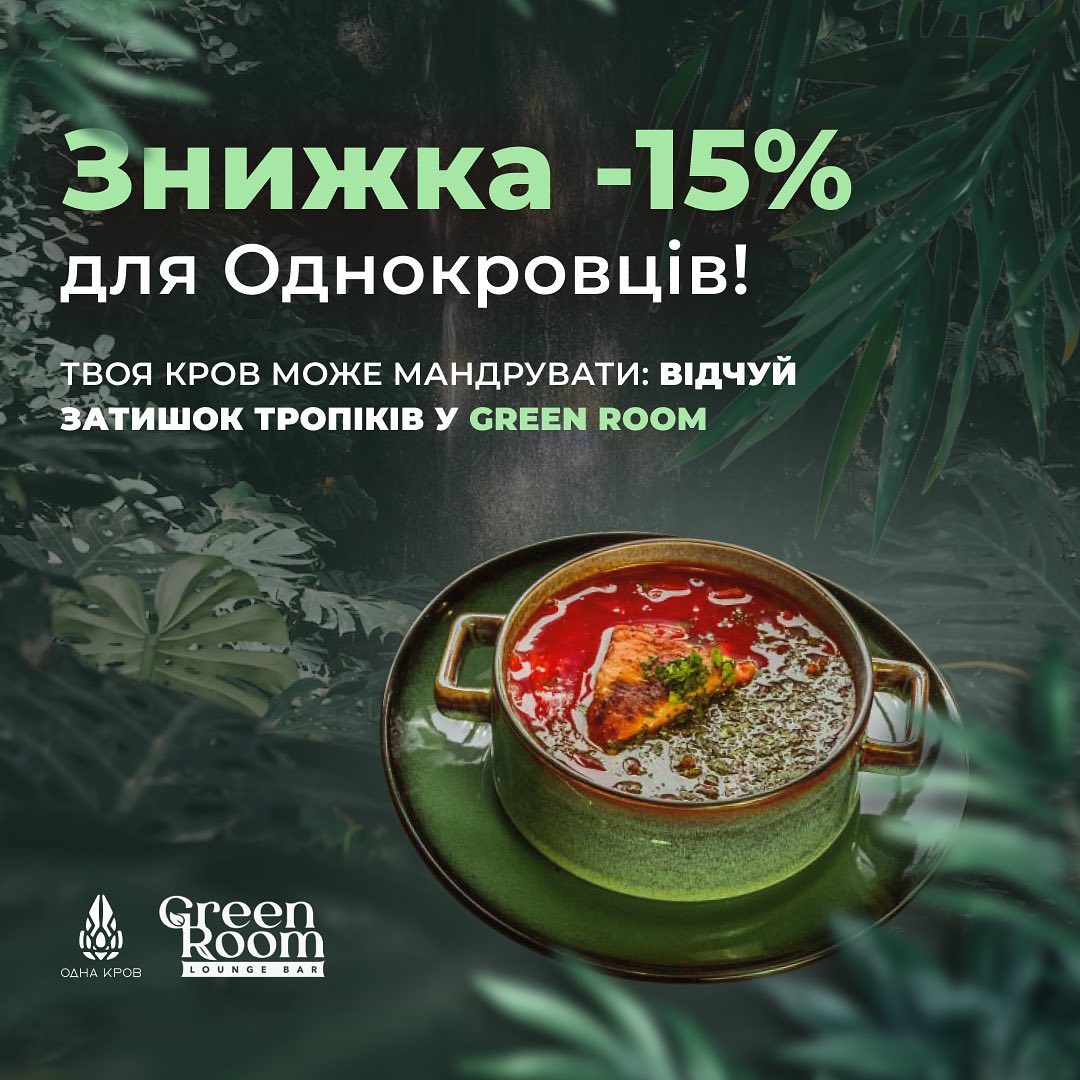 Знижка -15%
для Однокровців!
ТВОЯ КРОВ МОЖЕ МАНДРУВАТИ: ВІДЧУЙ
ЗАТИШОК ТРОПІКІВ У GREEN ROOM
ОДНА КРОВ
Green
Room
LOUNGE BAR